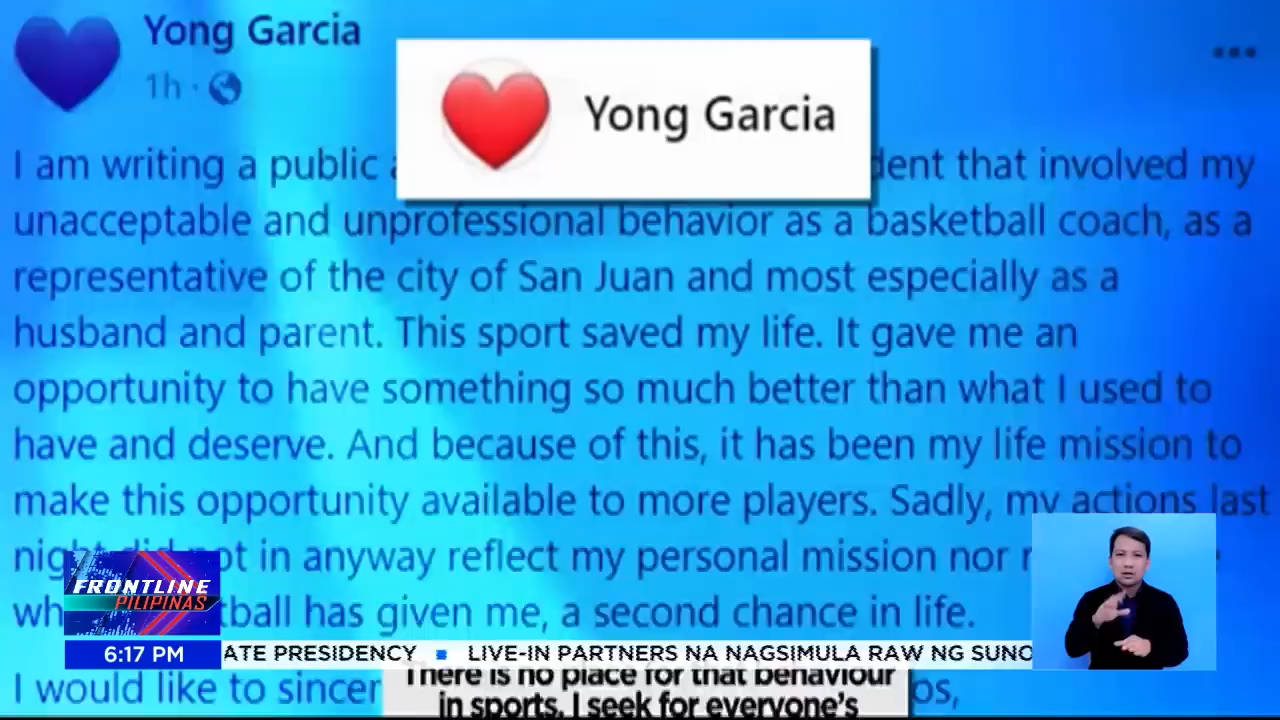 Yong Garcia
1h ·
Yong Garcia
I am writing a public dent that involved my
unacceptable and unprofessional behavior as a basketball coach, as a
representative of the city of San Juan and most especially as a
husband and parent. This sport saved my life. It gave me an
opportunity to have something so much better than what I used to
have and deserve. And because of this, it has been my life mission to
make this opportunity available to more players. Sadly, my actions last
in anyway reflect my personal mission nor
has given me, a second chance in life.
FRONTLINE
PILIPINAS
6:17 PM
ATE PRESIDENCY ▪ LIVE-IN PARTNERS NA NAGSIMULA RAW NG SUNO
I would like to
There is no place for that behaviour
in sports. I seek for everyone's